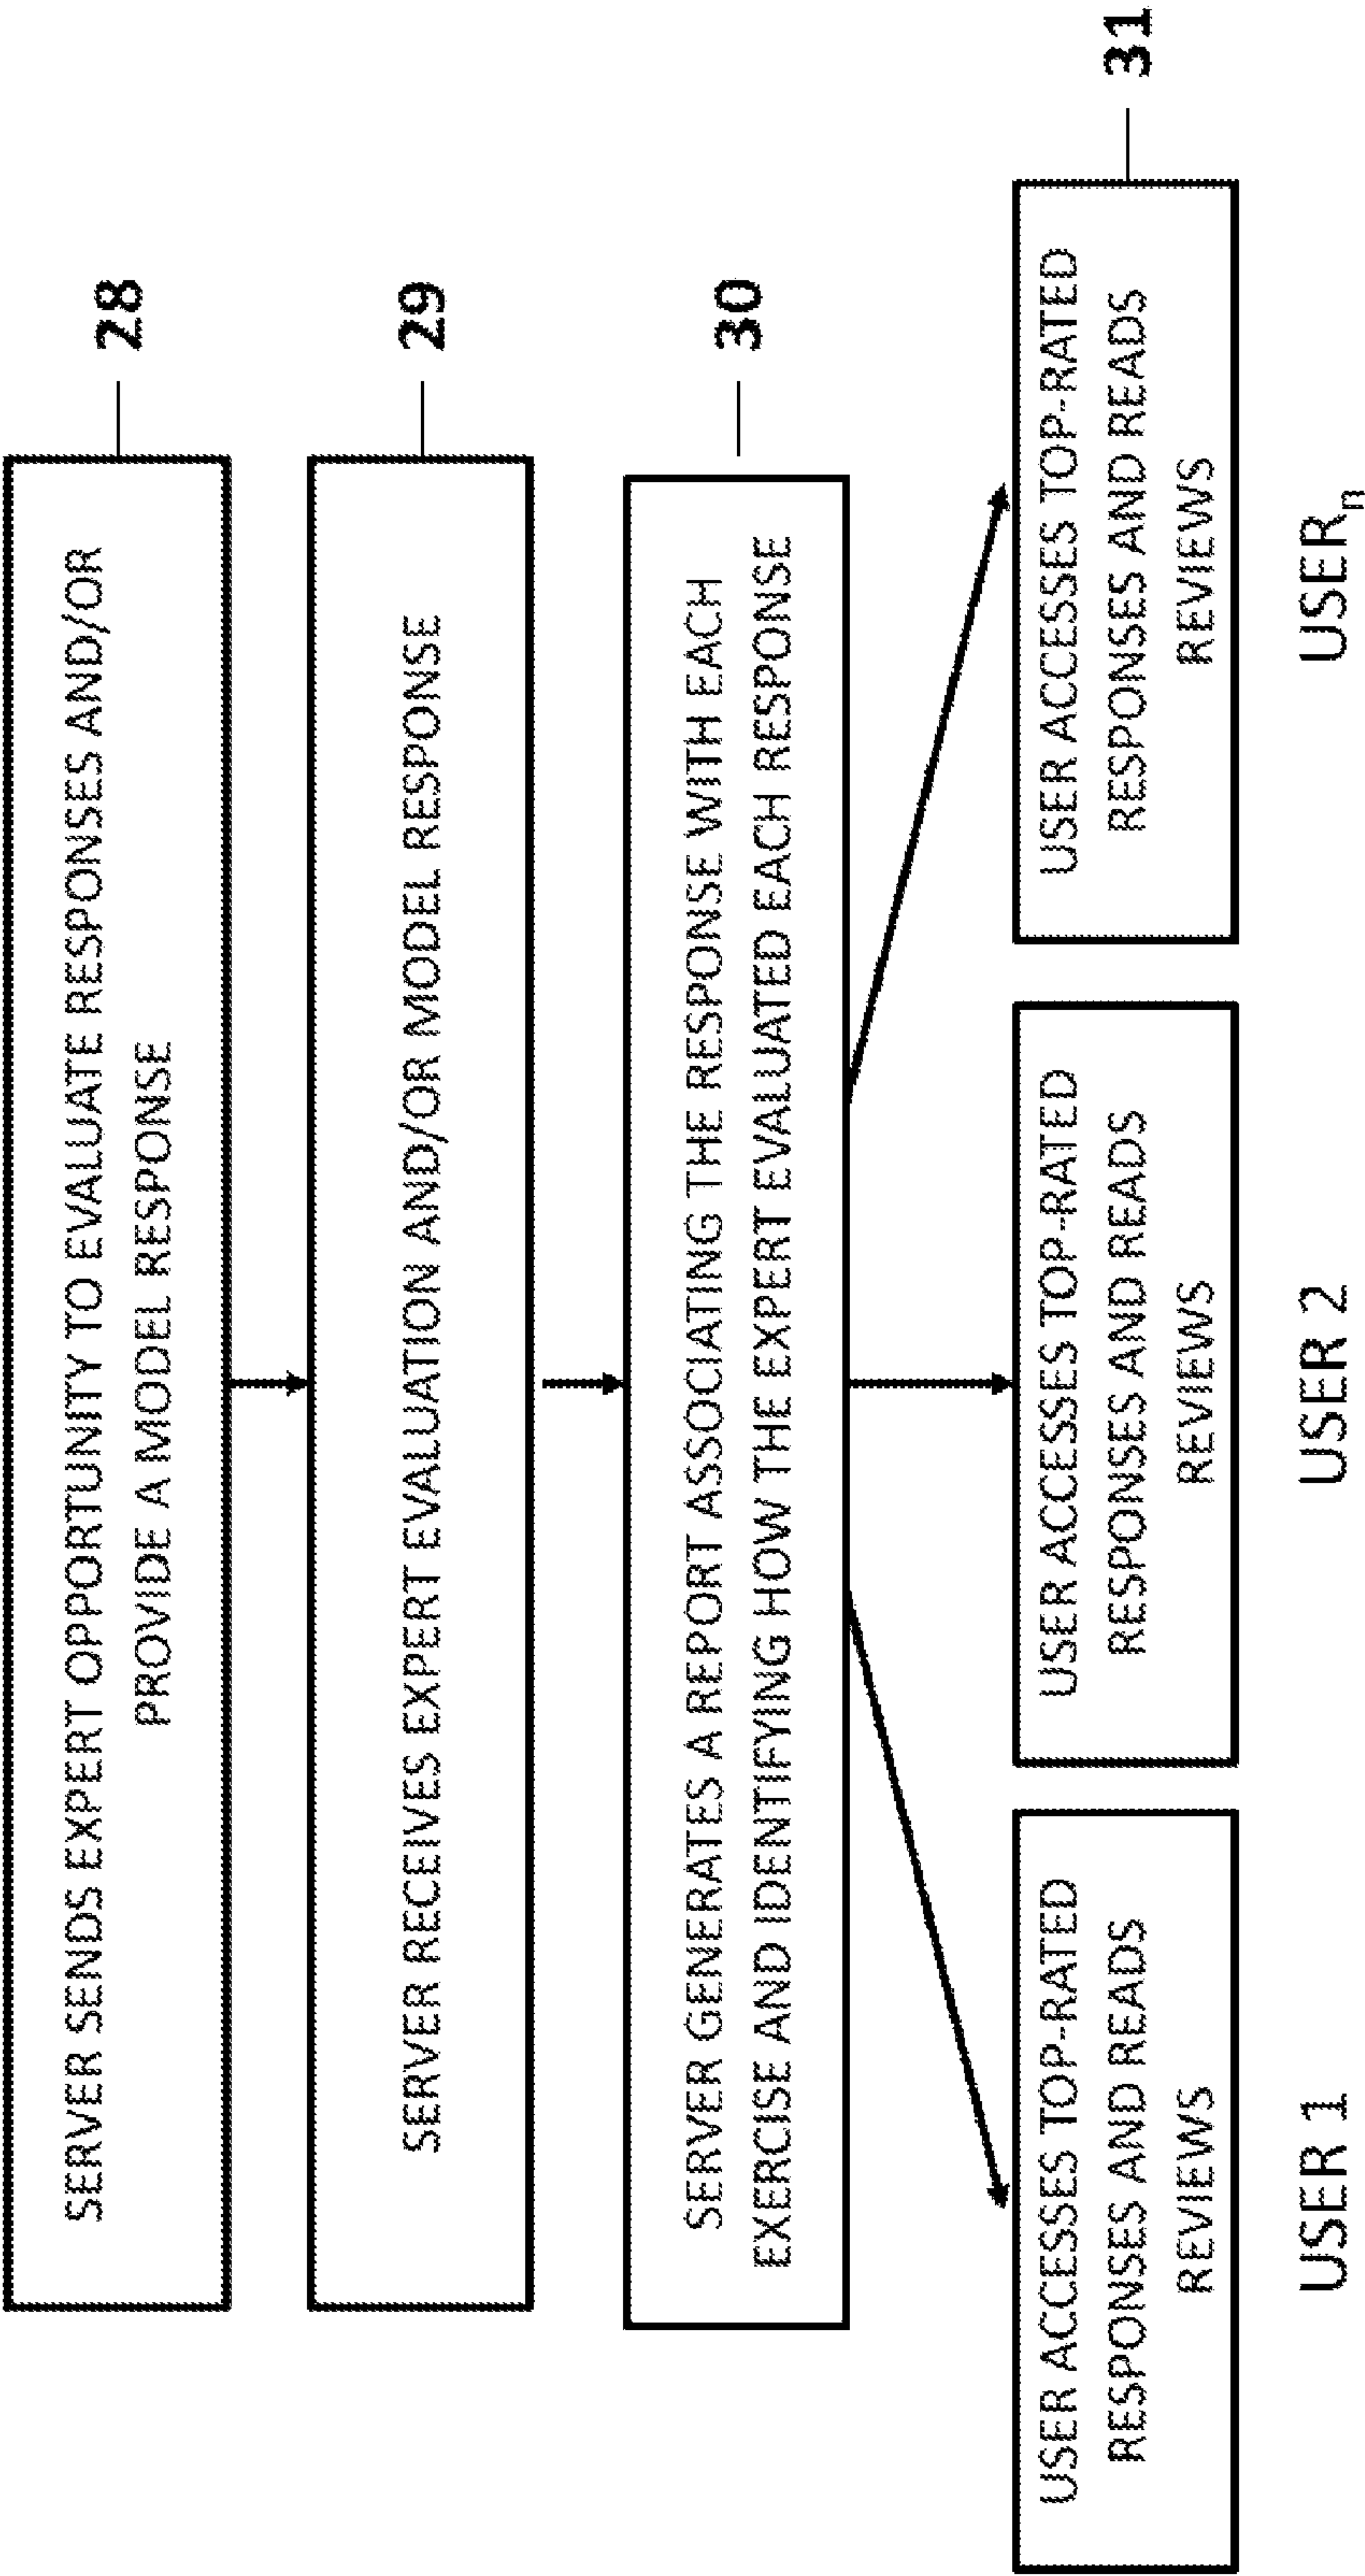 SERVER SENDS EXPERT OPPORTUNITY TO EVALUATE RESPONSES AND/OR
PROVIDE A MODEL RESPONSE
28
SERVER RECEIVES EXPERT EVALUATION AND/OR MODEL RESPONSE
29
SERVER GENERATES A REPORT ASSOCIATING THE RESPONSE WITH EACH
EXERCISE AND IDENTIFYING HOW THE EXPERT EVALUATED EACH RESPONSE
30
USER ACCESSES TOP-RATED
RESPONSES AND READS
REVIEWS
USER 1
USER ACCESSES TOP-RATED
RESPONSES AND READS
REVIEWS
USER 2
USER ACCESSES TOP-RATED
RESPONSES AND READS
REVIEWS
31
USERn